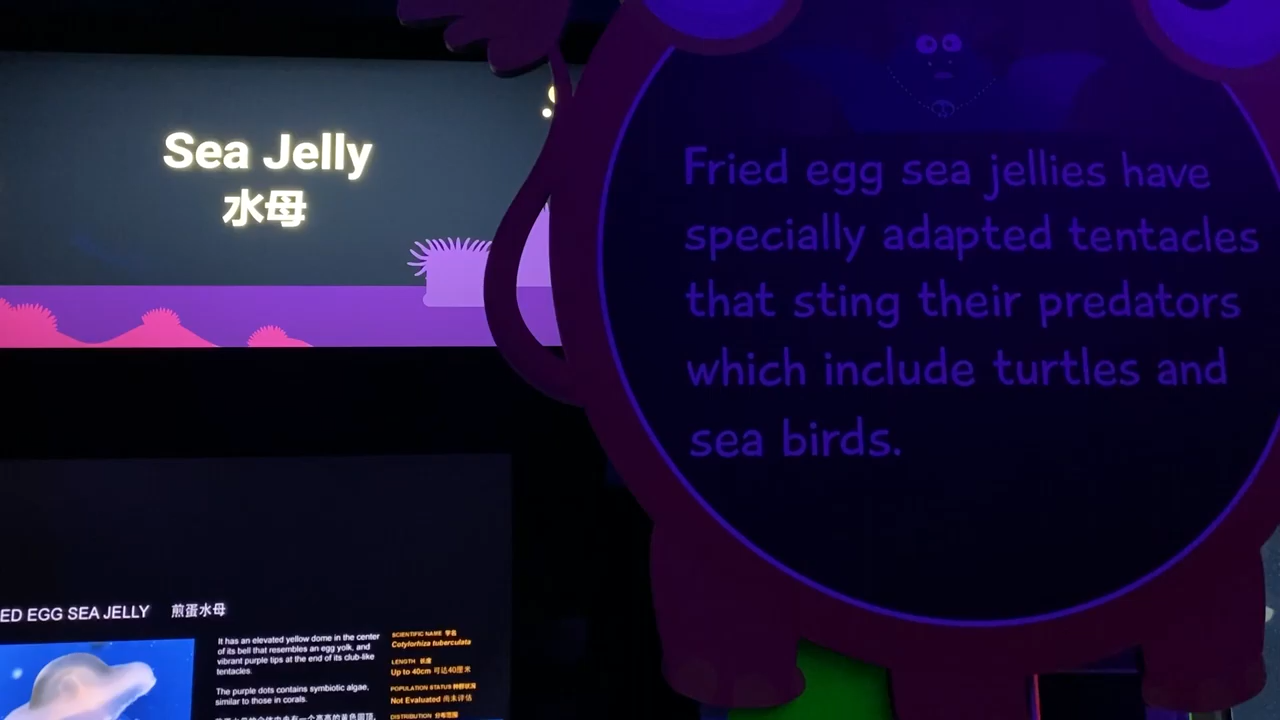 Sea Jelly
水母
Fried egg sea jellies have
specially adapted tentacles
that sting their predators
which include turtles and
sea birds.
ED EGG SEA JELLY 煎蛋水母
It has an elevated yellow dome in the center
of its bell that resembles an egg yolk, and
vibrant purple tips at the end of its club-like
tentacles.
The purple dots contains symbiotic algae,
similar to those in corals.
SCIENTIFIC NAME 学名
Cotylorhiza tuberculata
LENGTH 长度
Up to 40cm 可达40厘米
POPULATION STATUS 种群状况
Not Evaluated 尚未评估
DISTRIBUTION 分布范围